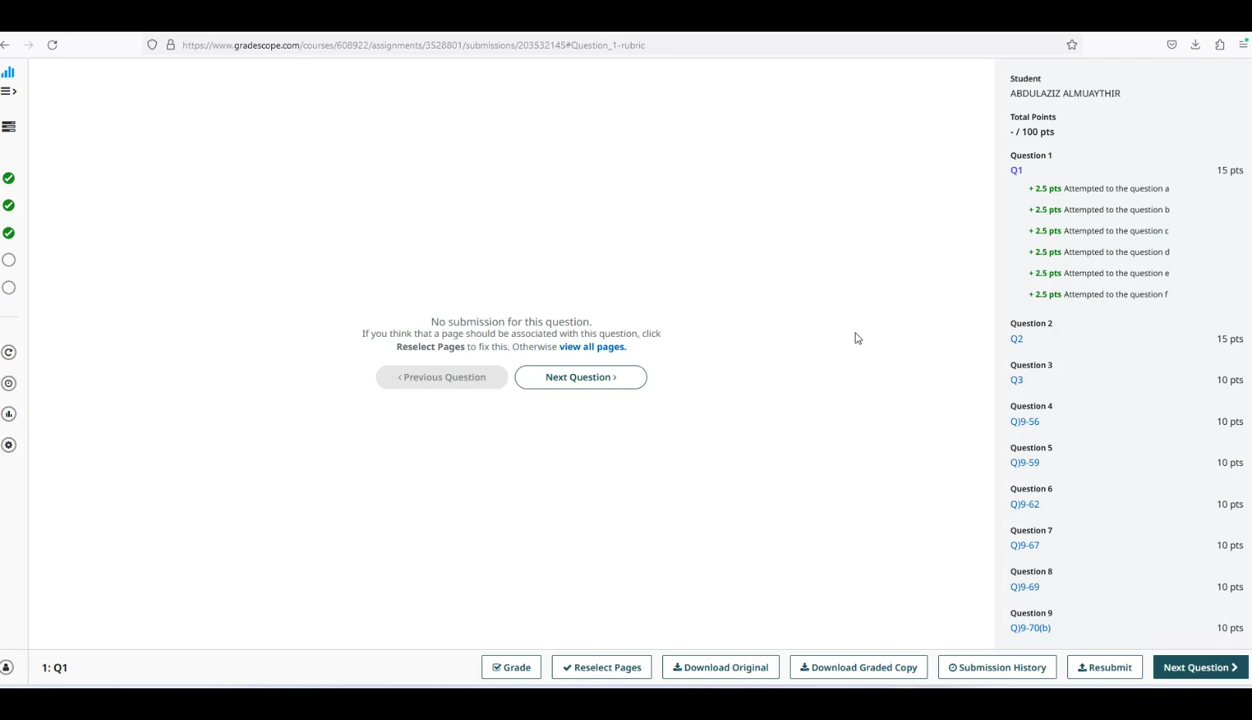 https://www.gradescope.com/courses/608922/assignments/3528801/submissions/203532145#Question_1-rubric
No submission for this question.
If you think that a page should be associated with this question, click
Reselect Pages to fix this. Otherwise view all pages.
Previous Question
Next Question
Student
ABDULAZIZ ALMUAYTHIR
Total Points
- / 100 pts
Question 1
Q1 15 pts
+ 2.5 pts Attempted to the question a
+ 2.5 pts Attempted to the question b
+ 2.5 pts Attempted to the question c
+ 2.5 pts Attempted to the question d
+ 2.5 pts Attempted to the question e
+ 2.5 pts Attempted to the question f
Question 2
Q2 15 pts
Question 3
Q3 10 pts
Question 4
Q)9-56 10 pts
Question 5
Q)9-59 10 pts
Question 6
Q)9-62 10 pts
Question 7
Q)9-67 10 pts
Question 8
Q)9-69 10 pts
Question 9
Q)9-70(b) 10 pts
1: Q1
Grade
Reselect Pages
Download Original
Download Graded Copy
Submission History
Resubmit
Next Question